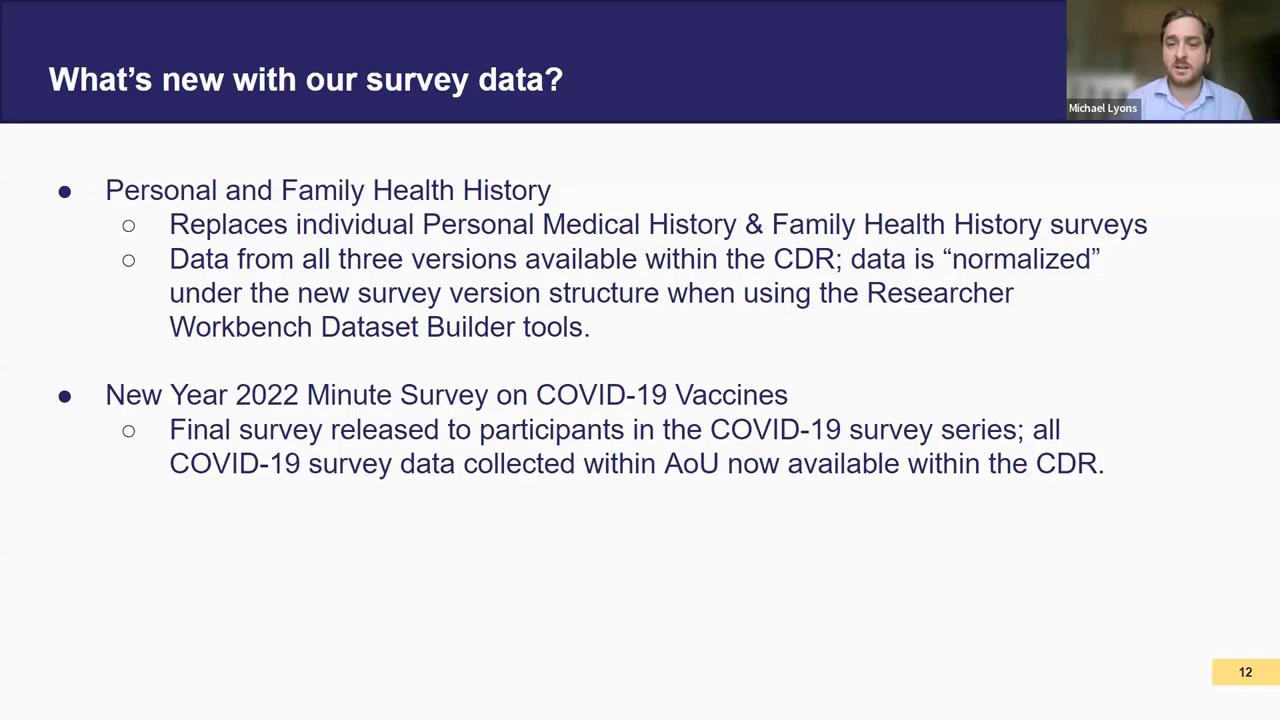 What’s new with our survey data?
Michael Lyons
● Personal and Family Health History
○ Replaces individual Personal Medical History & Family Health History surveys
○ Data from all three versions available within the CDR; data is “normalized”
under the new survey version structure when using the Researcher
Workbench Dataset Builder tools.
● New Year 2022 Minute Survey on COVID-19 Vaccines
○ Final survey released to participants in the COVID-19 survey series; all
COVID-19 survey data collected within AoU now available within the CDR.
12